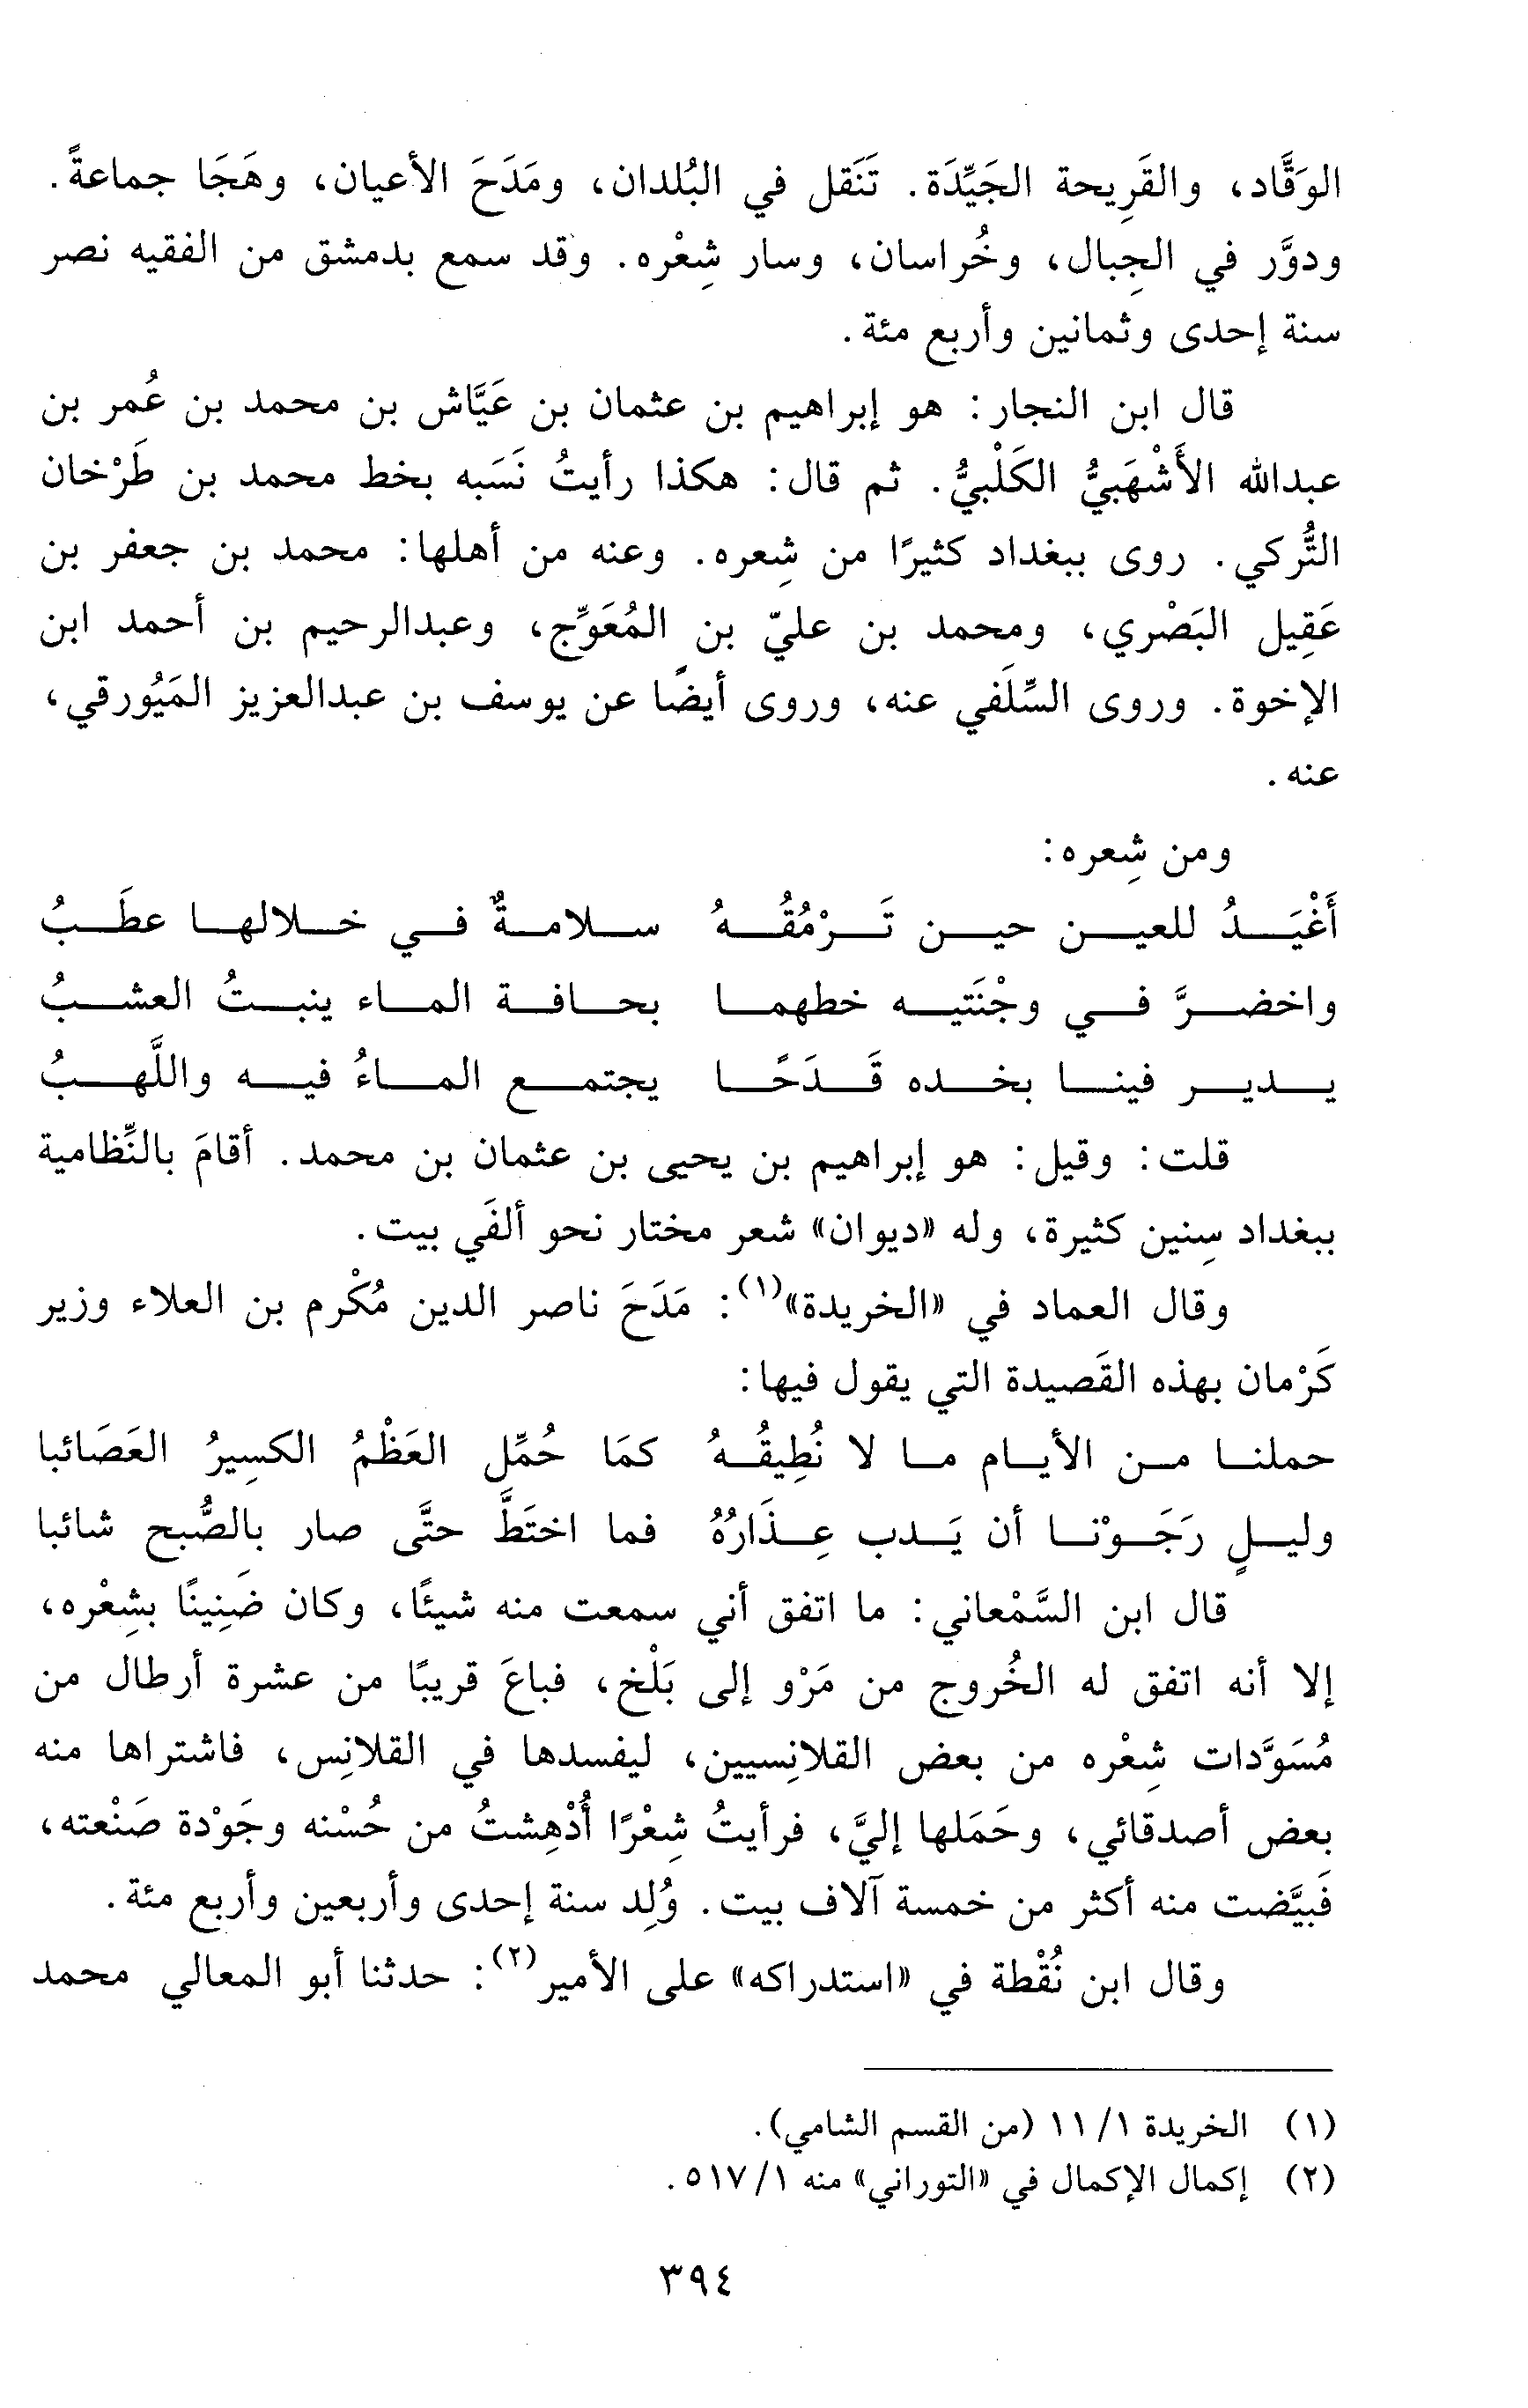 الوَقَّاد، والقَرِيحة الجَيِّدَة. تَنَقل في البُلدان، ومَدَحَ الأعيان، وهَجَا جماعةً.
ودوَّر في الجِبال، وخُراسان، وسار شِعْره. وقد سمع بدمشق من الفقيه نصر
سنة إحدى وثمانين وأربع مئة.
قال ابن النجار: هو إبراهيم بن عثمان بن عَيَّاش بن محمد بن عُمر بن
عبدالله الأَشْهَبيُّ الكَلْبيُّ. ثم قال: هكذا رأيتُ نَسَبه بخط محمد بن طَرْخان
التُّركي. روى ببغداد كثيرًا من شِعره. وعنه من أهلها: محمد بن جعفر بن
عَقِيل البَصْري، ومحمد بن عليّ بن المُعَوِّج، وعبدالرحيم بن أحمد ابن
الإخوة. وروى السِّلَفي عنه، وروى أيضًا عن يوسف بن عبدالعزيز المَيُورقي،
عنه.
ومن شِعره:
أَغْيَدُ للعين حين تَرْمُقُهُ سلامةٌ في خلالها عطَبُ
واخضرَّ في وجْنَتيه خطهما بحافة الماء ينبتُ العشبُ
يدير فينا بخده قَدَحًا يجتمع الماءُ فيه واللَّهبُ
قلت: وقيل: هو إبراهيم بن يحيى بن عثمان بن محمد. أقامَ بالنِّظامية
ببغداد سِنين كثيرة، وله «ديوان» شعر مختار نحو ألفَي بيت.
وقال العماد في «الخريدة»(١): مَدَحَ ناصر الدين مُكْرم بن العلاء وزير
كَرْمان بهذه القَصيدة التي يقول فيها:
حملنا من الأيام ما لا نُطِيقُهُ كمَا حُمِّل العَظْمُ الكسِيرُ العَصَائبا
وليلٍ رَجَوْنا أن يَدب عِذَارُهُ فما اختَطَّ حتَّى صار بالصُّبح شائبا
قال ابن السَّمْعاني: ما اتفق أني سمعت منه شيئًا، وكان ضَنِينًا بشِعْره،
إلا أنه اتفق له الخُروج من مَرْو إلى بَلْخ، فباعَ قريبًا من عشرة أرطال من
مُسَوَّدات شِعْره من بعض القلانِسيين، ليفسدها في القلانِس، فاشتراها منه
بعض أصدقائي، وحَمَلها إليَّ، فرأيتُ شِعْرًا أُدْهِشتُ من حُسْنه وجَوْدة صَنْعته،
فَبيَّضت منه أكثر من خمسة آلاف بيت. وُلِد سنة إحدى وأربعين وأربع مئة.
وقال ابن نُقْطة في «استدراكه» على الأمير(٢): حدثنا أبو المعالي محمد
(١) الخريدة ١/ ١١ (من القسم الشامي).
(٢) إكمال الإكمال في «التوراني» منه ١/ ٥١٧.
٣٩٤